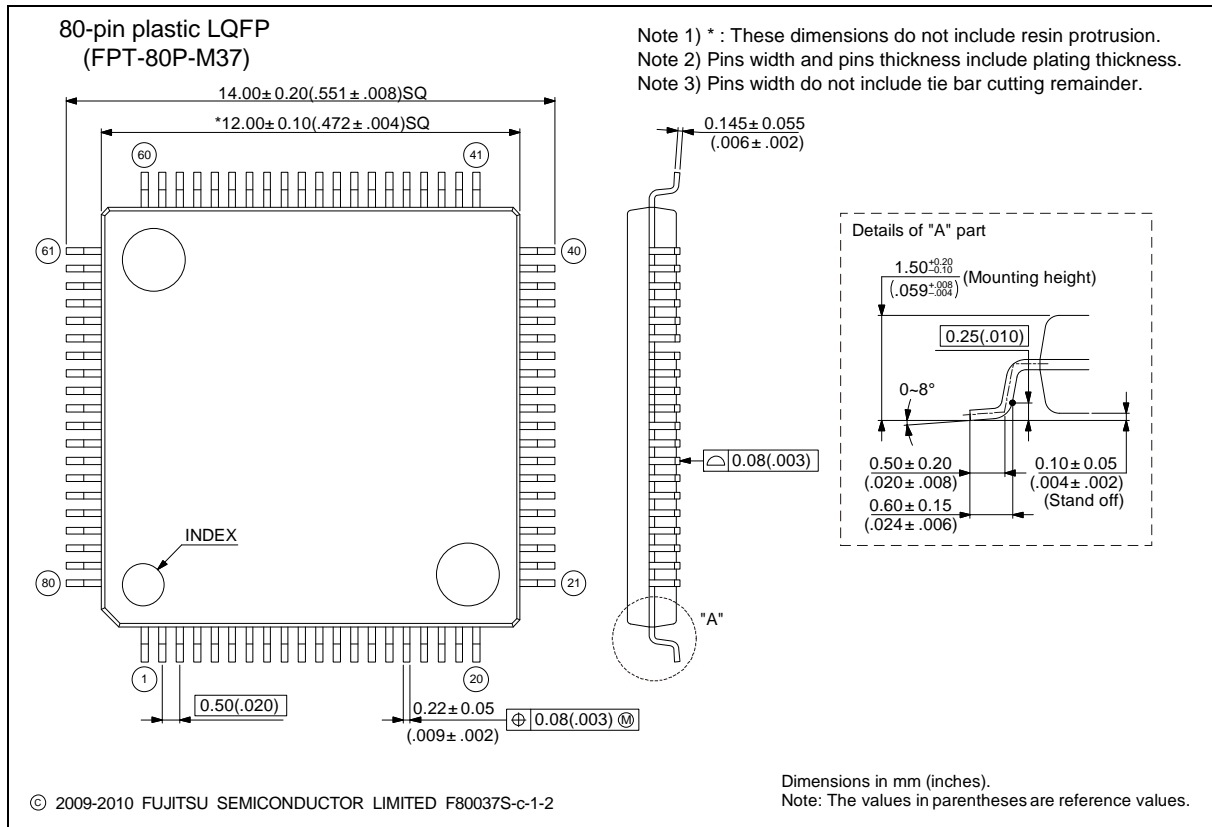 80-pin plastic LQFP
(FPT-80P-M37)
Note 1) * : These dimensions do not include resin protrusion.
Note 2) Pins width and pins thickness include plating thickness.
Note 3) Pins width do not include tie bar cutting remainder.
14.00±0.20(.551±.008)SQ
*12.00±0.10(.472±.004)SQ
60
41
61
40
INDEX
80
21
1
20
0.50(.020)
0.22±0.05
(.009±.002)
⌖ 0.08(.003) Ⓜ
0.145±0.055
(.006±.002)
⌓ 0.08(.003)
"A"
Details of "A" part
1.50 +0.20 –0.10
(.059 +.008 –.004)
(Mounting height)
0.25(.010)
0~8°
0.50±0.20
(.020±.008)
0.60±0.15
(.024±.006)
0.10±0.05
(.004±.002)
(Stand off)
© 2009-2010 FUJITSU SEMICONDUCTOR LIMITED F80037S-c-1-2
Dimensions in mm (inches).
Note: The values in parentheses are reference values.